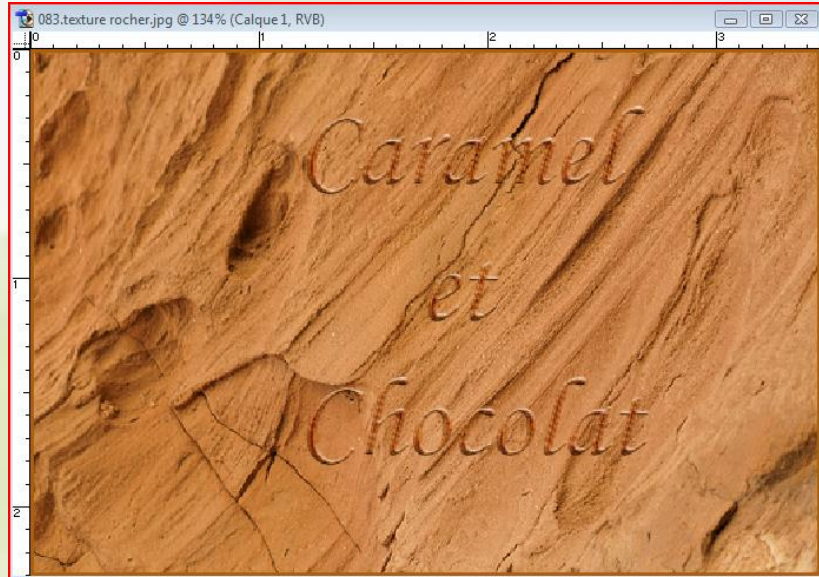 083.texture rocher.jpg @ 134% (Calque 1, RVB)
0 1 2 3
0
Caramel
et
1
Chocolat
2